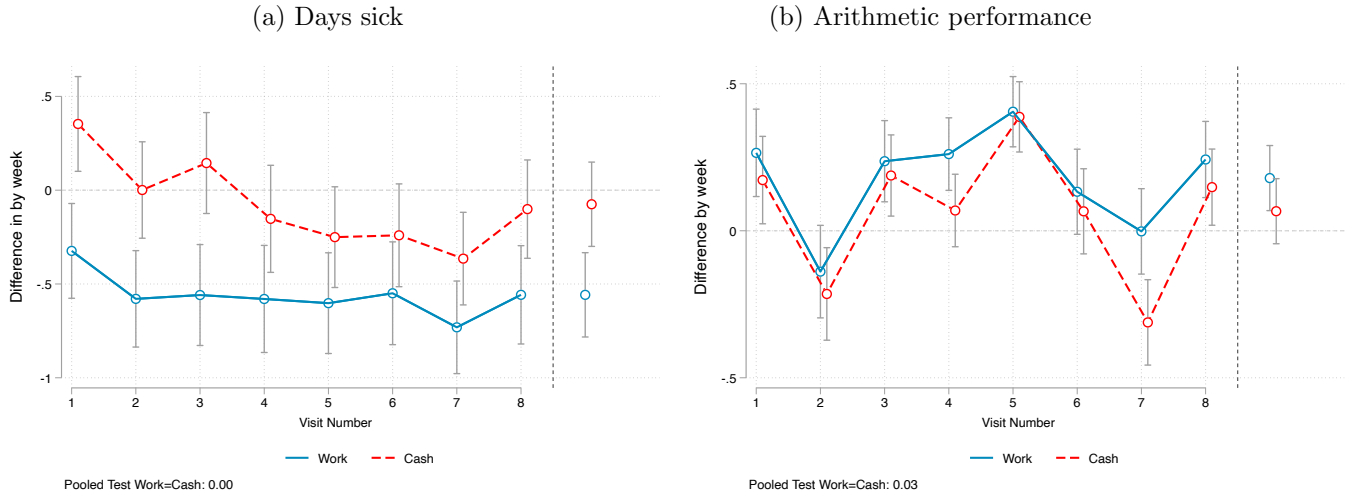 (a) Days sick
Difference in by week
.5
0
-.5
-1
1 2 3 4 5 6 7 8
Visit Number
Work Cash
Pooled Test Work=Cash: 0.00
(b) Arithmetic performance
Difference by week
.5
0
-.5
1 2 3 4 5 6 7 8
Visit Number
Work Cash
Pooled Test Work=Cash: 0.03